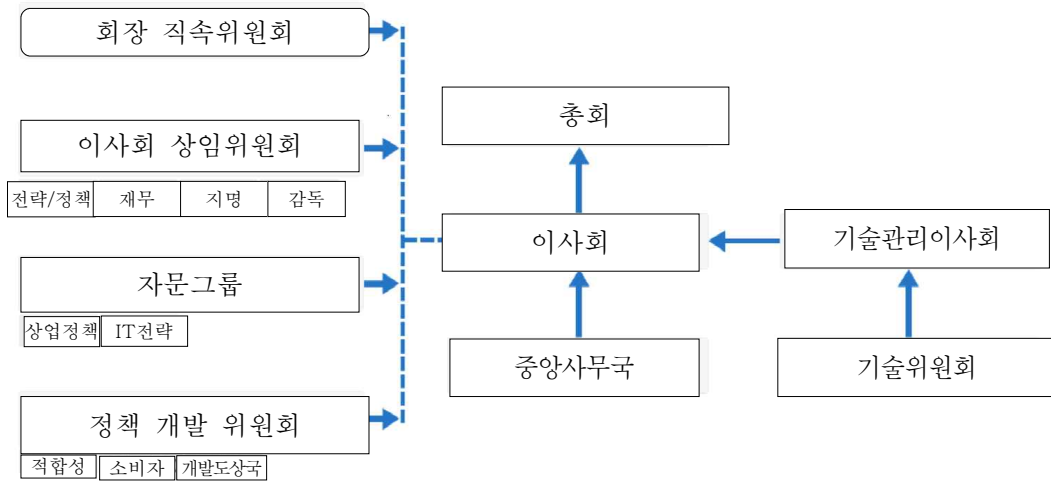 회장 직속위원회
이사회 상임위원회
전략/정책 재무 지명 감독
자문그룹
상업정책 IT전략
정책 개발 위원회
적합성 소비자 개발도상국
총회
이사회
중앙사무국
기술관리이사회
기술위원회